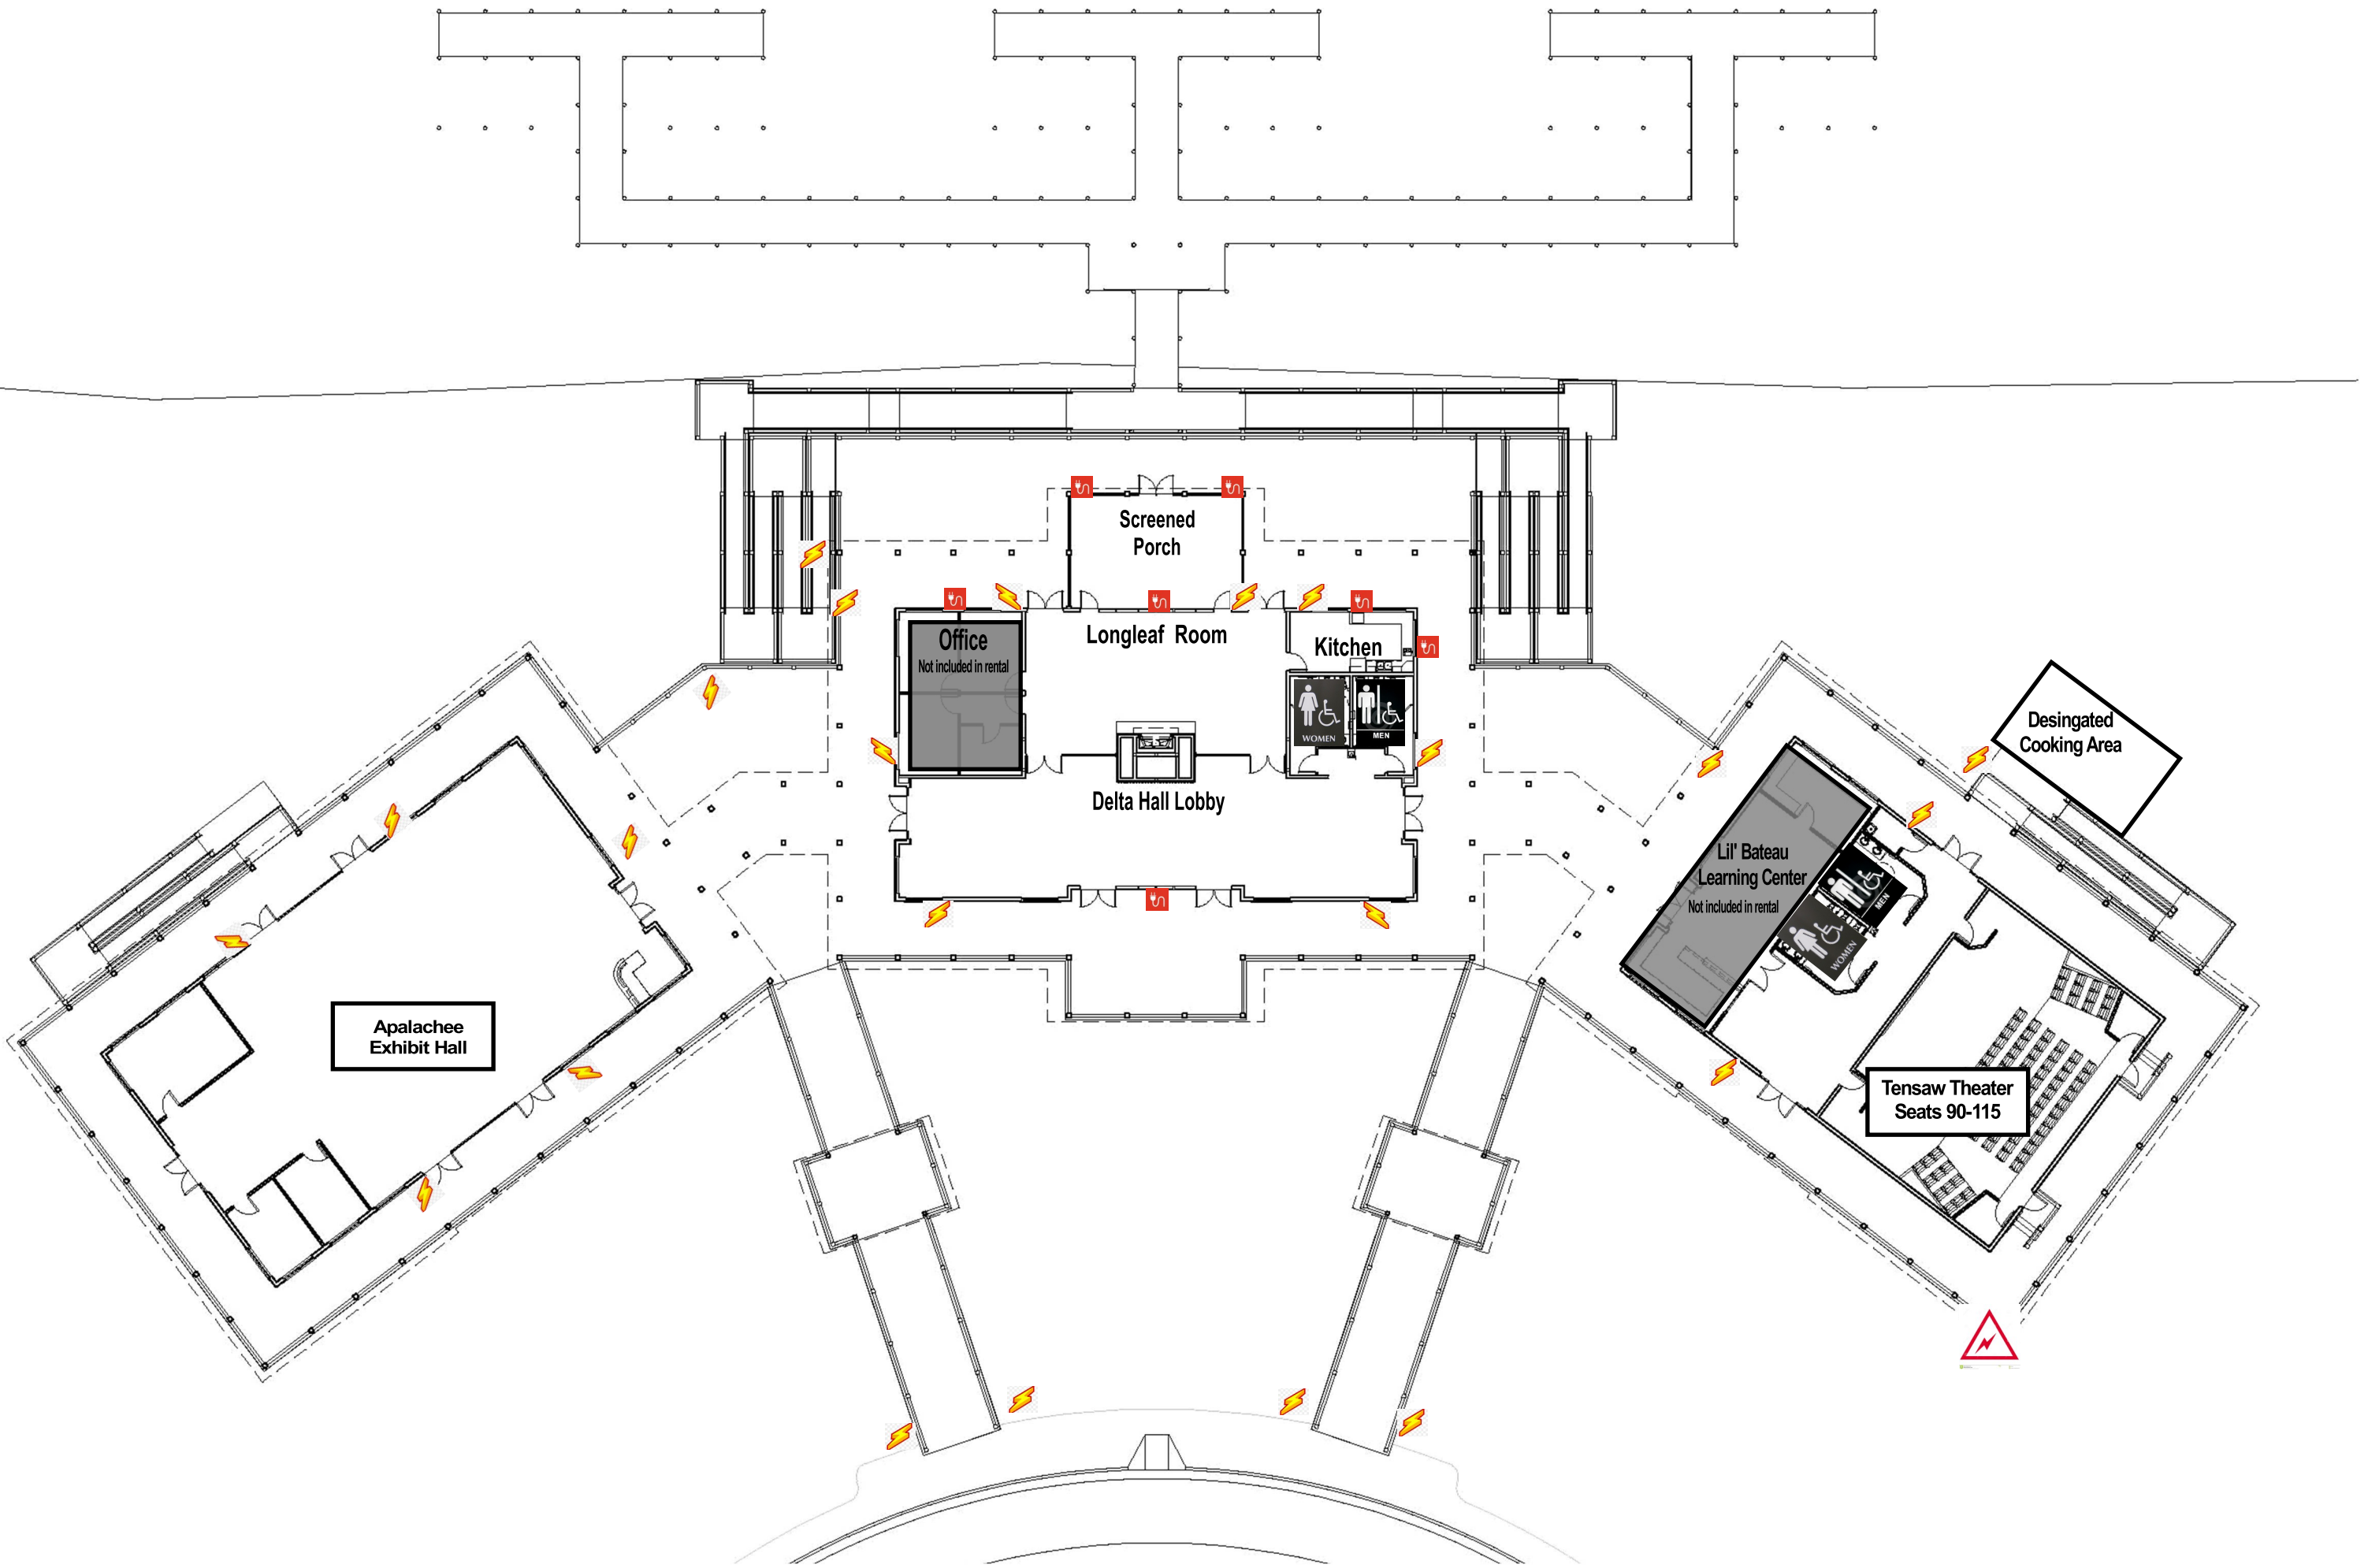 Screened
Porch
Office
Not included in rental
Longleaf Room
Kitchen
WOMEN
MEN
Delta Hall Lobby
Desingated
Cooking Area
Lil' Bateau
Learning Center
Not included in rental
MEN
WOMEN
Apalachee
Exhibit Hall
Tensaw Theater
Seats 90-115